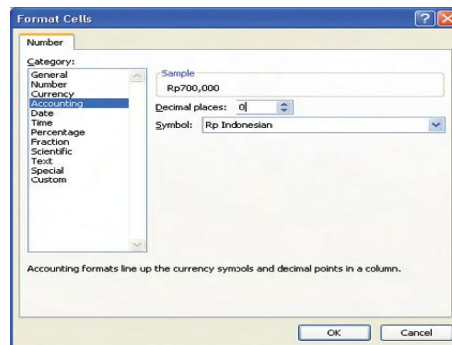 Format Cells
Number
Category:
General
Number
Currency
Accounting
Date
Time
Percentage
Fraction
Scientific
Text
Special
Custom
Sample
Rp700,000
Decimal places: 0
Symbol: Rp Indonesian
Accounting formats line up the currency symbols and decimal points in a column.
OK Cancel